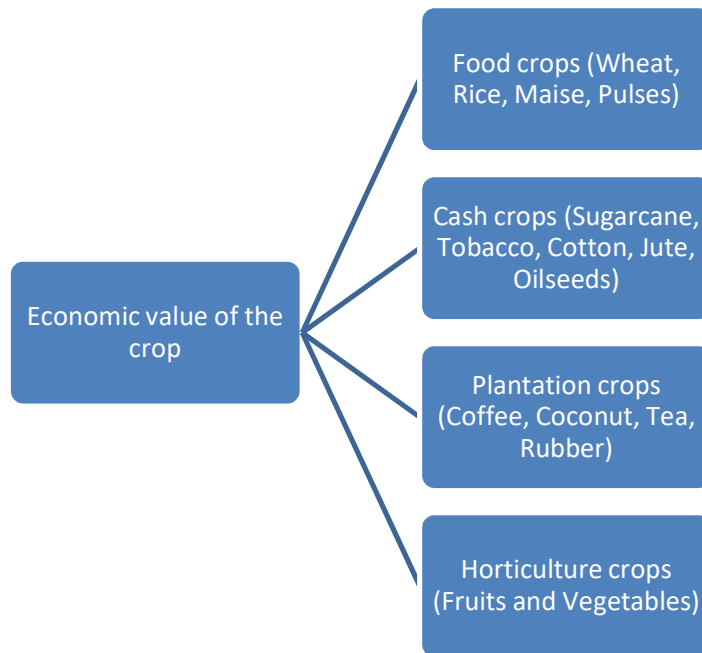 Food crops (Wheat,
Rice, Maise, Pulses)
Cash crops (Sugarcane,
Tobacco, Cotton, Jute,
Oilseeds)
Economic value of the
crop
Plantation crops
(Coffee, Coconut, Tea,
Rubber)
Horticulture crops
(Fruits and Vegetables)